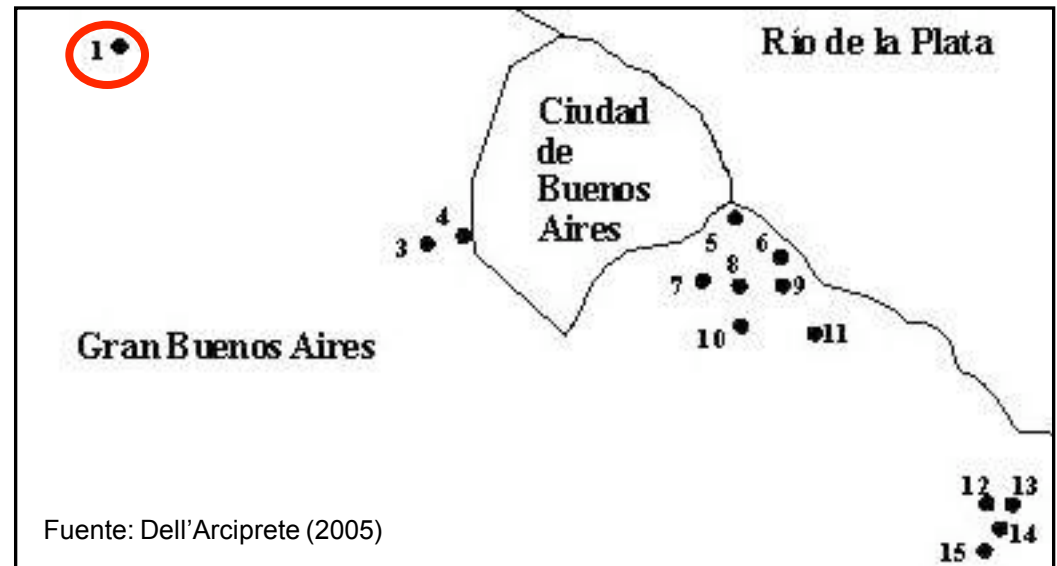 1
Río de la Plata
Ciudad
de
Buenos
Aires
4
3
5
6
7
8
9
10
11
Gran Buenos Aires
12
13
14
15
Fuente: Dell’Arciprete (2005)